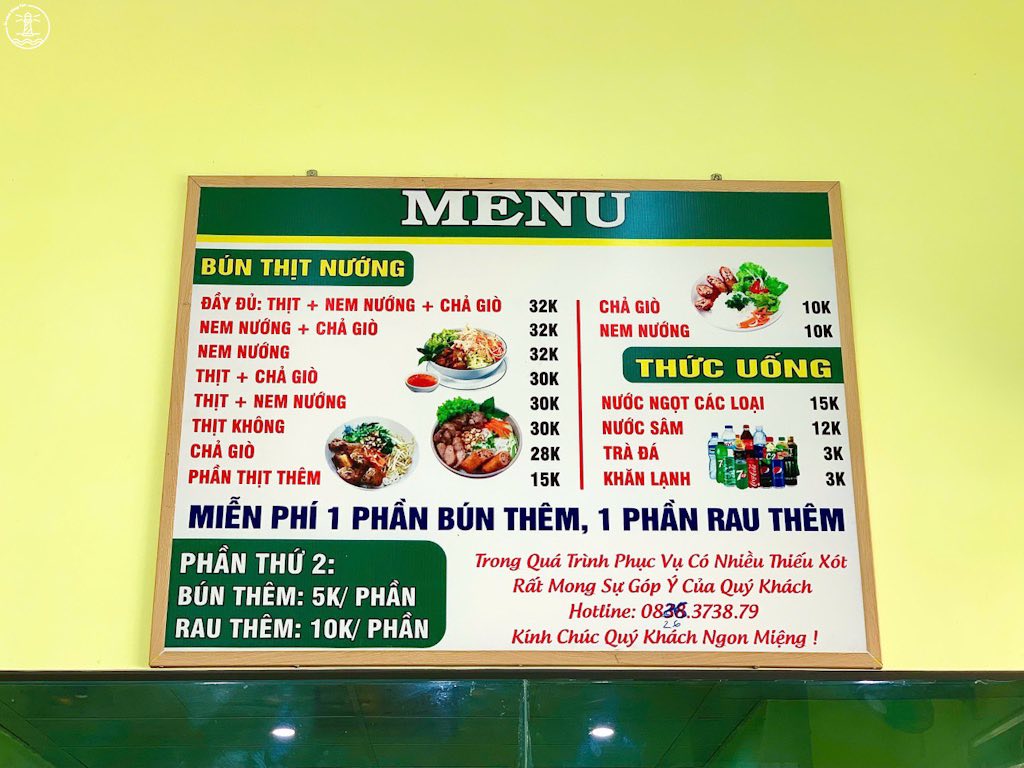 MENU
BÚN THỊT NƯỚNG
ĐẦY ĐỦ: THỊT + NEM NƯỚNG + CHẢ GIÒ 32K
NEM NƯỚNG + CHẢ GIÒ 32K
NEM NƯỚNG 32K
THỊT + CHẢ GIÒ 30K
THỊT + NEM NƯỚNG 30K
THỊT KHÔNG 30K
CHẢ GIÒ 28K
PHẦN THỊT THÊM 15K
CHẢ GIÒ 10K
NEM NƯỚNG 10K
THỨC UỐNG
NƯỚC NGỌT CÁC LOẠI 15K
NƯỚC SÂM 12K
TRÀ ĐÁ 3K
KHĂN LẠNH 3K
MIỄN PHÍ 1 PHẦN BÚN THÊM, 1 PHẦN RAU THÊM
PHẦN THỨ 2:
BÚN THÊM: 5K/ PHẦN
RAU THÊM: 10K/ PHẦN
Trong Quá Trình Phục Vụ Có Nhiều Thiếu Xót
Rất Mong Sự Góp Ý Của Quý Khách
Hotline: 0838.3738.79
26
Kính Chúc Quý Khách Ngon Miệng !